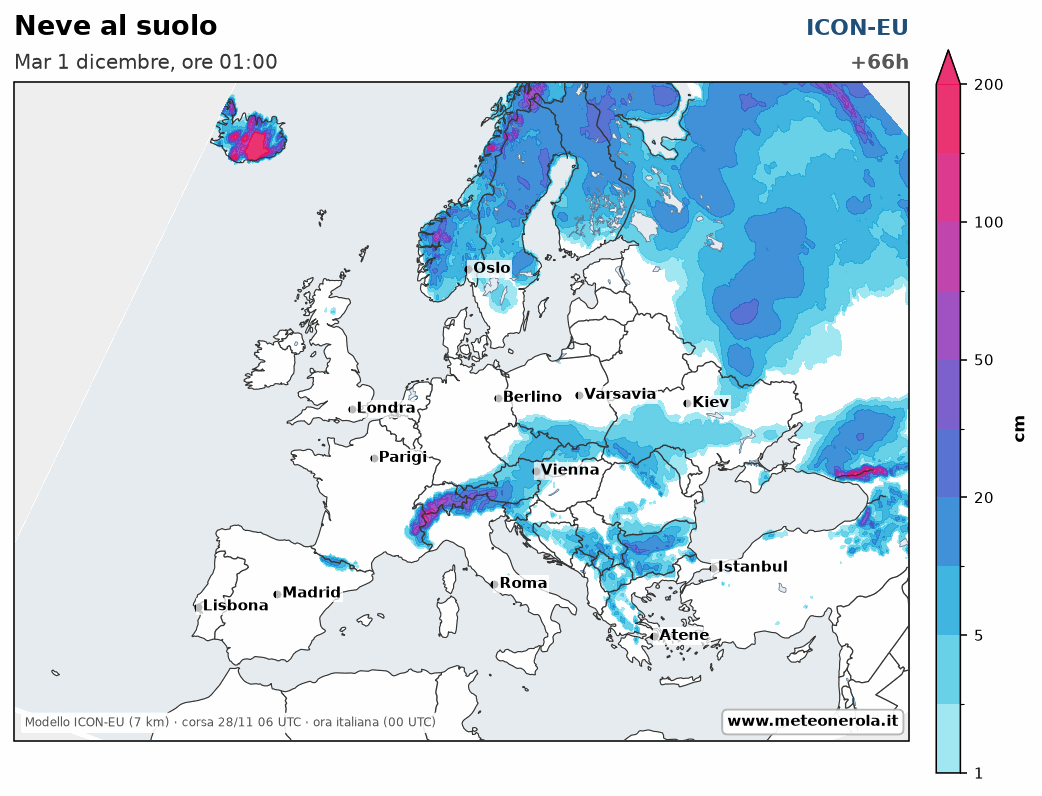 Neve al suolo
ICON-EU
Mar 1 dicembre, ore 01:00
+66h
200
100
50
20
5
1
cm
Oslo
Londra
Berlino
Varsavia
Kiev
Parigi
Vienna
Istanbul
Roma
Madrid
Lisbona
Atene
Modello ICON-EU (7 km) · corsa 28/11 06 UTC · ora italiana (00 UTC)
www.meteonerola.it